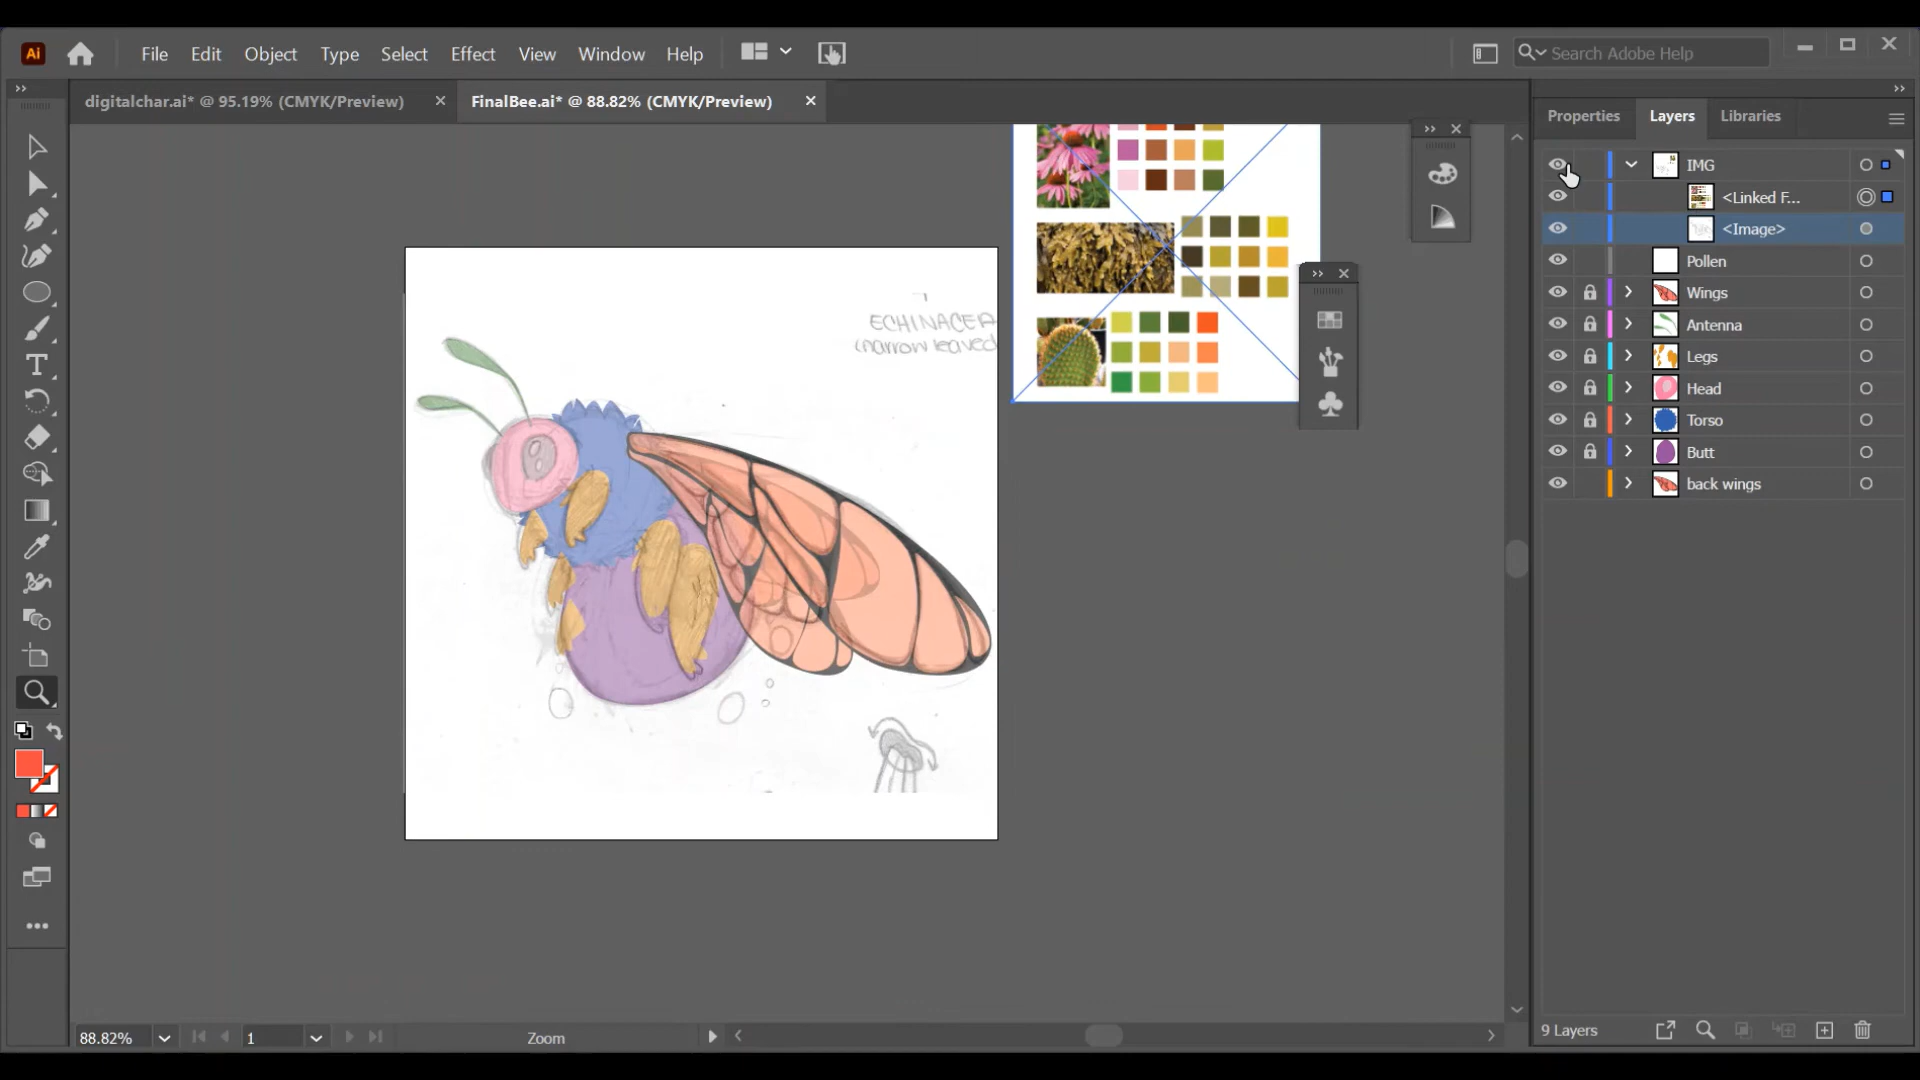 Ai File Edit Object Type Select Effect View Window Help Search Adobe Help
digitalchar.ai* @ 95.19% (CMYK/Preview) FinalBee.ai* @ 88.82% (CMYK/Preview)
Properties Layers Libraries
IMG
<Linked F...
<Image>
Pollen
Wings
Antenna
Legs
Head
Torso
Butt
back wings
ECHINACEA
(narrow leaved
88.82% 1 Zoom
9 Layers